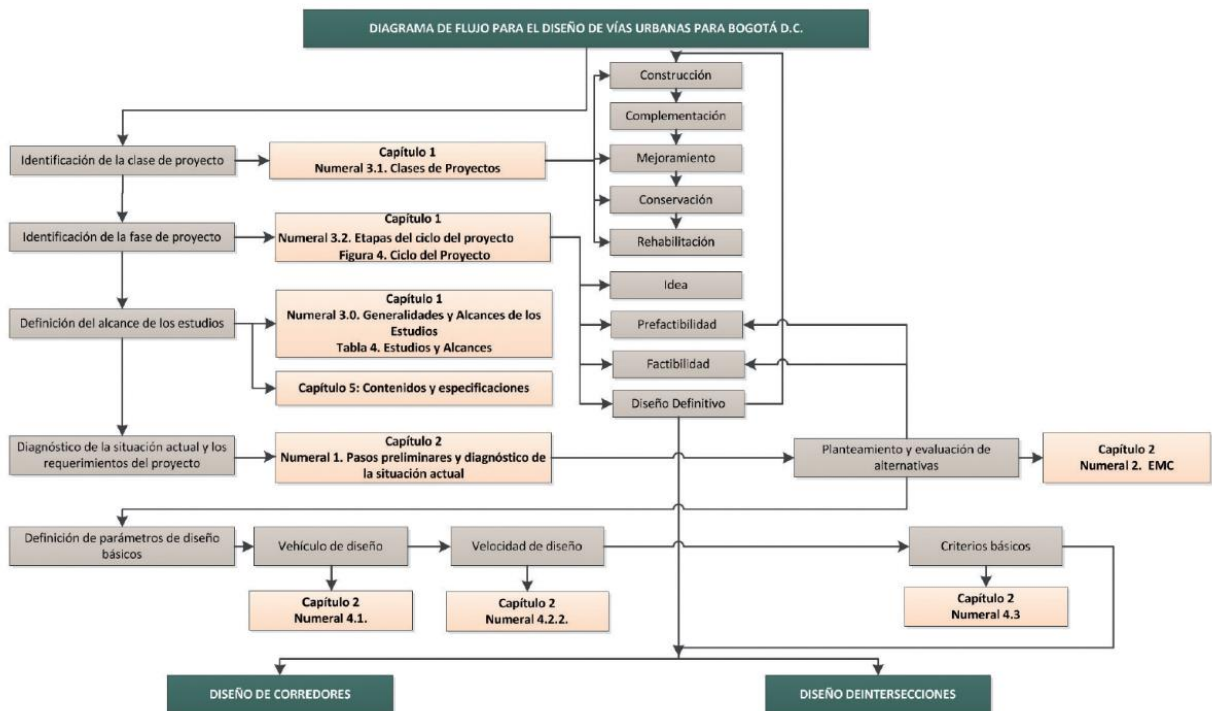 DIAGRAMA DE FLUJO PARA EL DISEÑO DE VÍAS URBANAS PARA BOGOTÁ D.C.
Construcción
Complementación
Identificación de la clase de proyecto
Capítulo 1
Numeral 3.1. Clases de Proyectos
Mejoramiento
Conservación
Identificación de la fase de proyecto
Capítulo 1
Numeral 3.2. Etapas del ciclo del proyecto
Figura 4. Ciclo del Proyecto
Rehabilitación
Idea
Definición del alcance de los estudios
Capítulo 1
Numeral 3.0. Generalidades y Alcances de los
Estudios
Tabla 4. Estudios y Alcances
Prefactibilidad
Factibilidad
Capítulo 5: Contenidos y especificaciones
Diseño Definitivo
Diagnóstico de la situación actual y los
requerimientos del proyecto
Capítulo 2
Numeral 1. Pasos preliminares y diagnóstico de
la situación actual
Planteamiento y evaluación de
alternativas
Capítulo 2
Numeral 2. EMC
Definición de parámetros de diseño
básicos
Vehículo de diseño
Velocidad de diseño
Criterios básicos
Capítulo 2
Numeral 4.1.
Capítulo 2
Numeral 4.2.2.
Capítulo 2
Numeral 4.3
DISEÑO DE CORREDORES
DISEÑO DEINTERSECCIONES